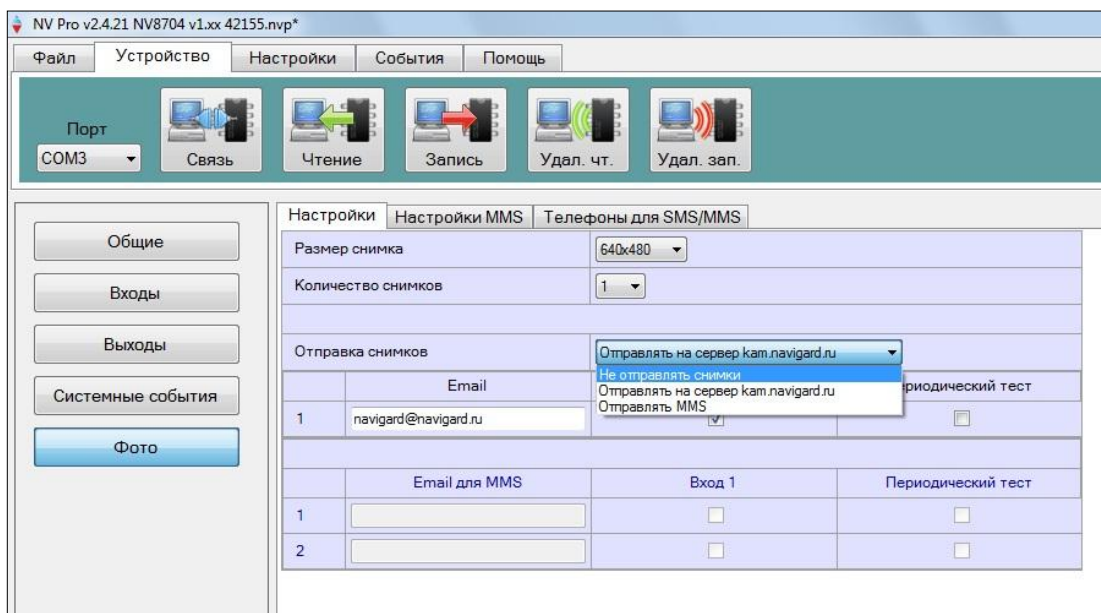 NV Pro v2.4.21 NV8704 v1.xx 42155.nvp*
Файл Устройство Настройки События Помощь
Порт
COM3 Связь Чтение Запись Удал. чт. Удал. зап.
Настройки Настройки MMS Телефоны для SMS/MMS
Общие
Входы
Выходы
Системные события
Фото
Размер снимка 640x480
Количество снимков 1
Отправка снимков Отправлять на сервер kam.navigard.ru
Не отправлять снимки
Отправлять на сервер kam.navigard.ru
Отправлять MMS
Email ериодический тест
1 navigard@navigard.ru
Email для MMS Вход 1 Периодический тест
1
2